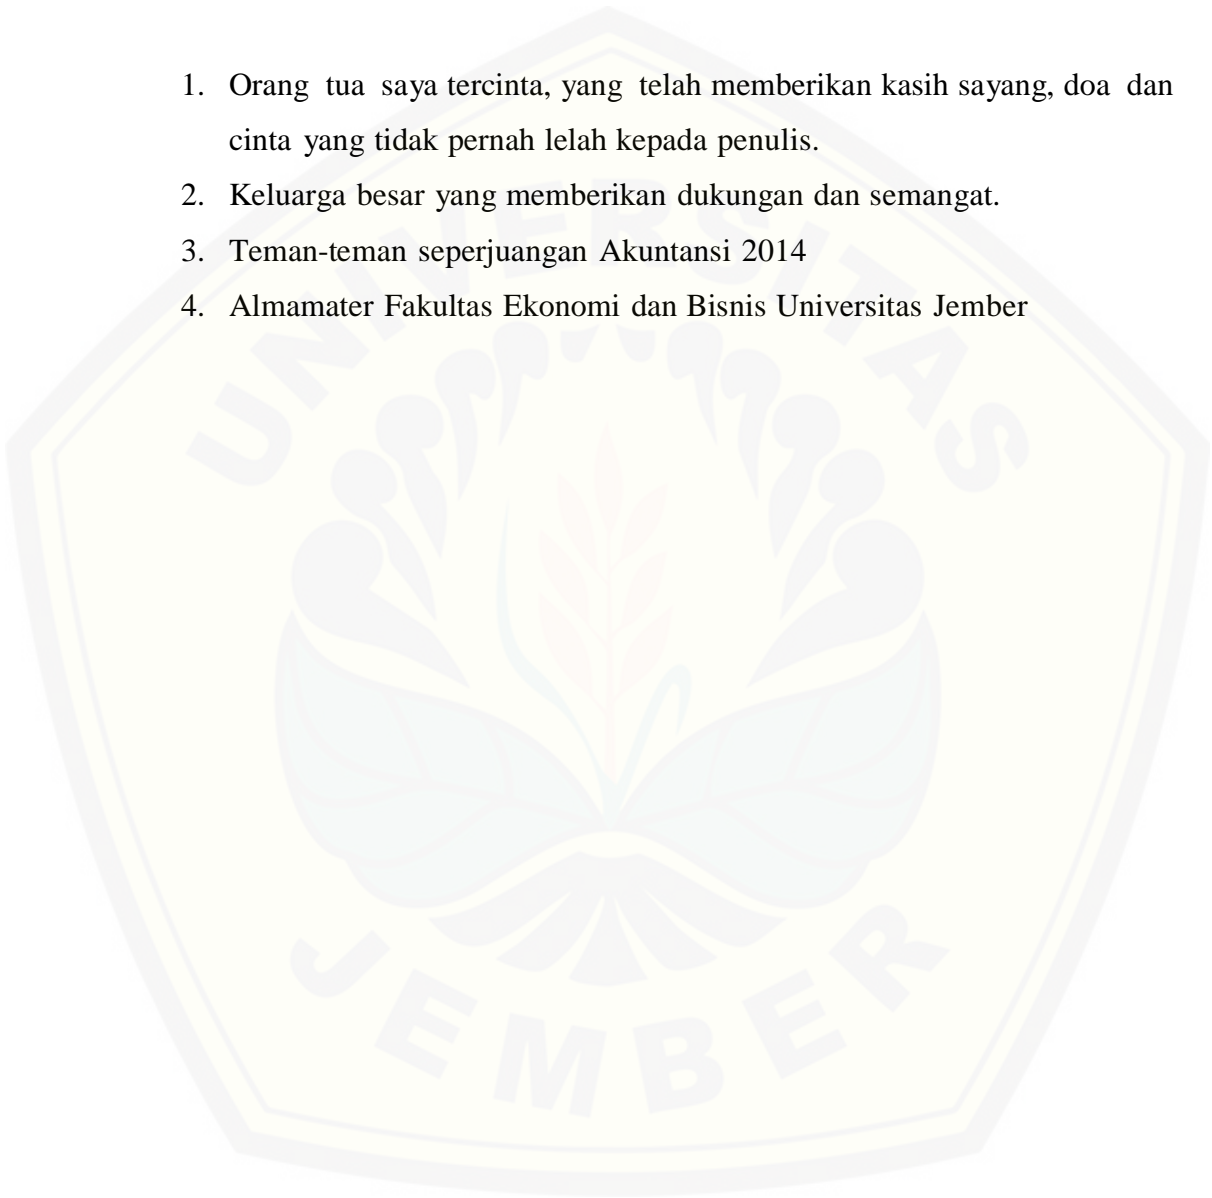 1. Orang tua saya tercinta, yang telah memberikan kasih sayang, doa dan
cinta yang tidak pernah lelah kepada penulis.
2. Keluarga besar yang memberikan dukungan dan semangat.
3. Teman-teman seperjuangan Akuntansi 2014
4. Almamater Fakultas Ekonomi dan Bisnis Universitas Jember
UNIVERSITAS
JEMBER